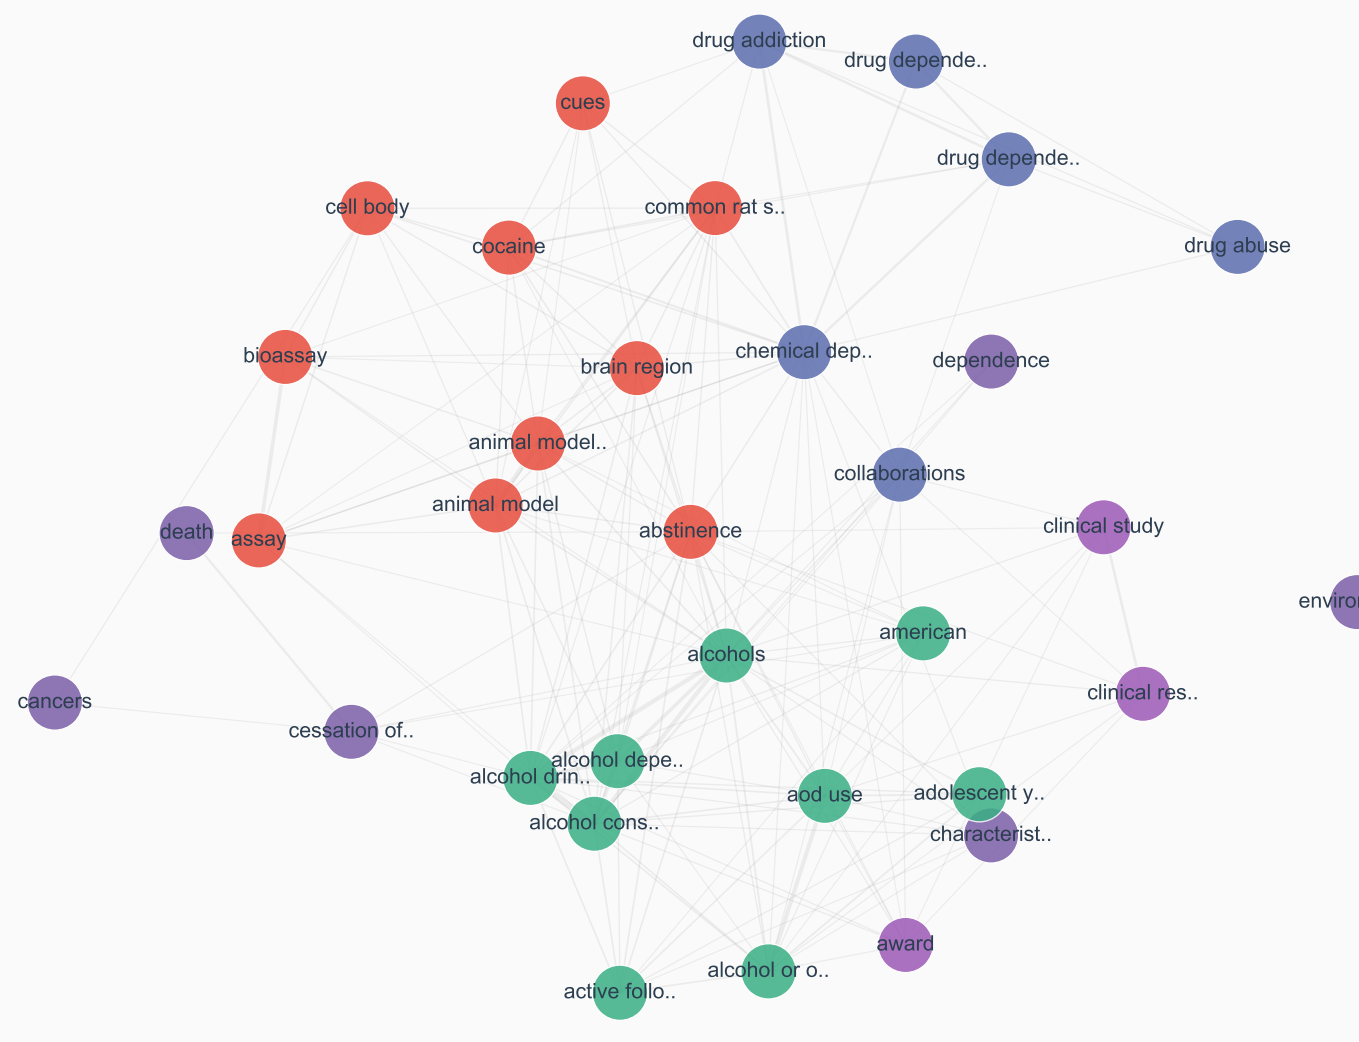 drug addiction
drug depende..
cues
drug depende..
cell body
common rat s..
cocaine
drug abuse
bioassay
chemical dep..
dependence
brain region
animal model..
collaborations
animal model
clinical study
death
assay
abstinence
environ
american
alcohols
clinical res..
cancers
cessation of..
alcohol depe..
alcohol drin..
aod use
adolescent y..
alcohol cons..
characterist..
award
alcohol or o..
active follo..